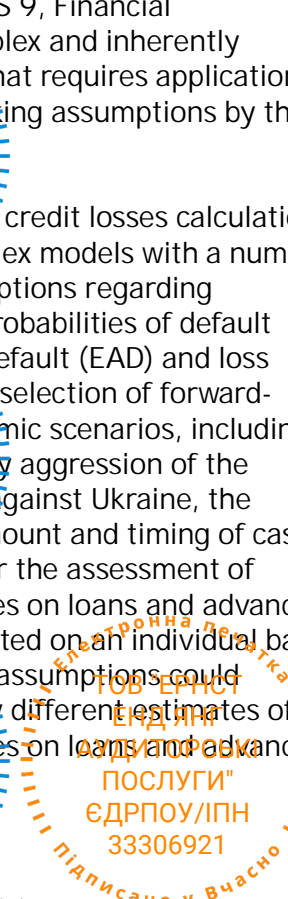 S 9, Financial
plex and inherently
hat requires application
king assumptions by th
credit losses calculati
ex models with a num
ptions regarding
robabilities of default
efault (EAD) and loss
selection of forward-
mic scenarios, includin
y aggression of the
gainst Ukraine, the
ount and timing of cas
r the assessment of
es on loans and advanc
ted on an individual ba
assumptions could
y different estimates of
es on loans and advanc
Електронна печатка
ТОВ "ЕРНСТ
ЕНД ЯНГ
АУДИТОРСЬКІ
ПОСЛУГИ"
ЄДРПОУ/ІПН
33306921
Підписано у Вчасно